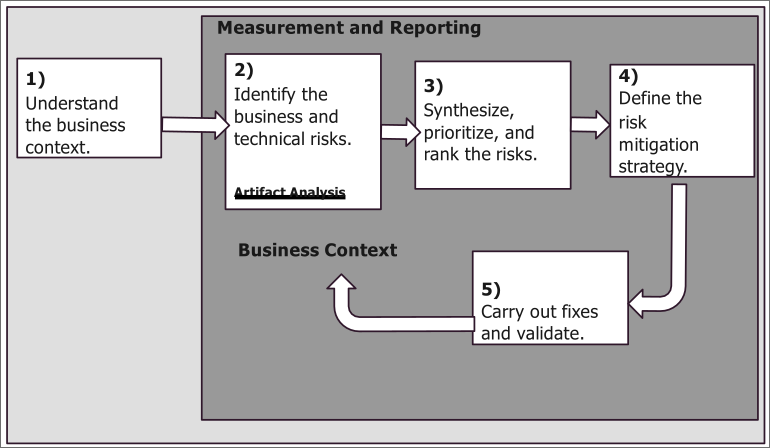 Measurement and Reporting
1)
Understand
the business
context.
2)
Identify the
business and
technical risks.
Artifact Analysis
3)
Synthesize,
prioritize, and
rank the risks.
4)
Define the
risk
mitigation
strategy.
Business Context
5)
Carry out fixes
and validate.